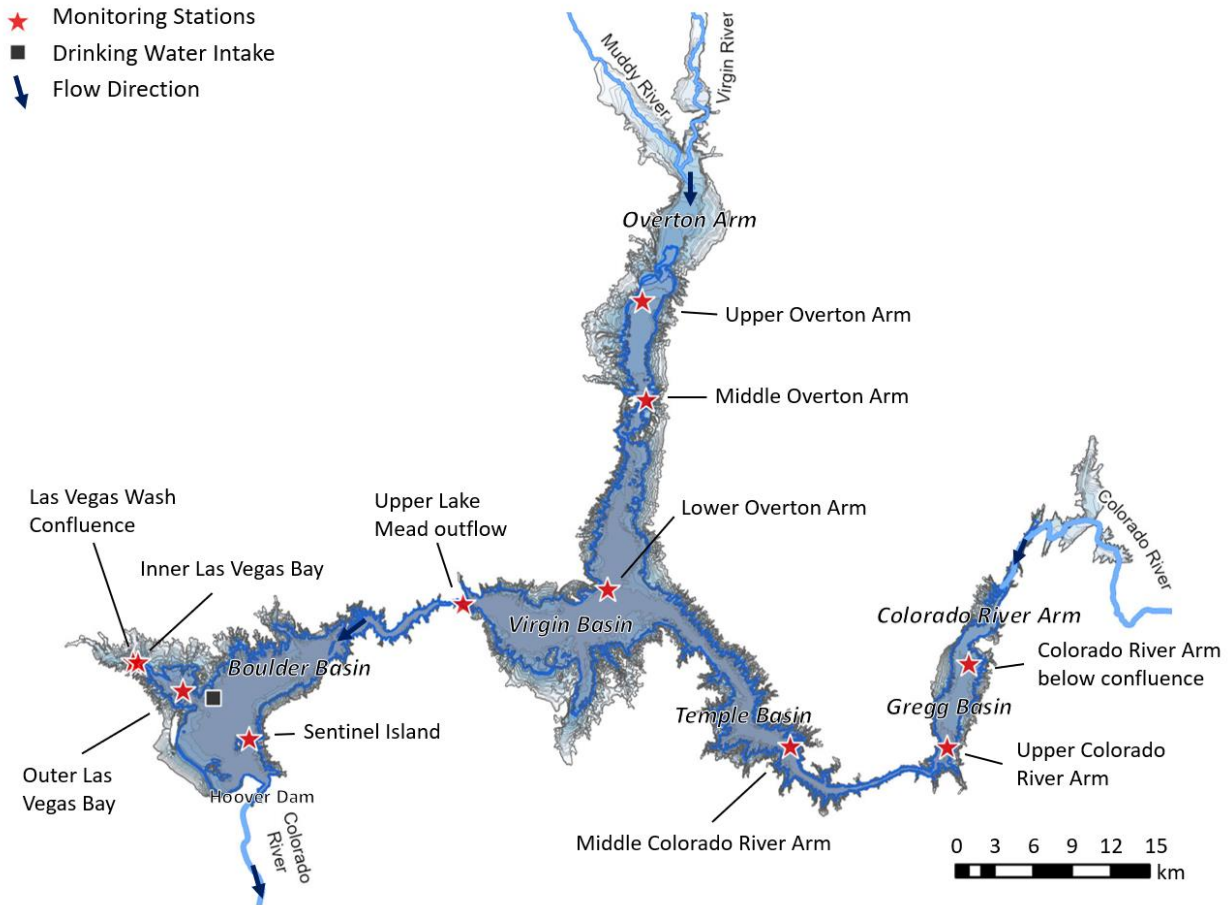 Monitoring Stations
Drinking Water Intake
Flow Direction
Muddy River
Virgin River
Overton Arm
Upper Overton Arm
Middle Overton Arm
Las Vegas Wash
Confluence
Upper Lake
Mead outflow
Lower Overton Arm
Colorado River
Inner Las Vegas Bay
Virgin Basin
Colorado River Arm
Boulder Basin
Colorado River Arm
below confluence
Temple Basin
Gregg Basin
Sentinel Island
Upper Colorado
River Arm
Outer Las
Vegas Bay
Hoover Dam
Middle Colorado River Arm
Colorado
River
0 3 6 9 12 15
km